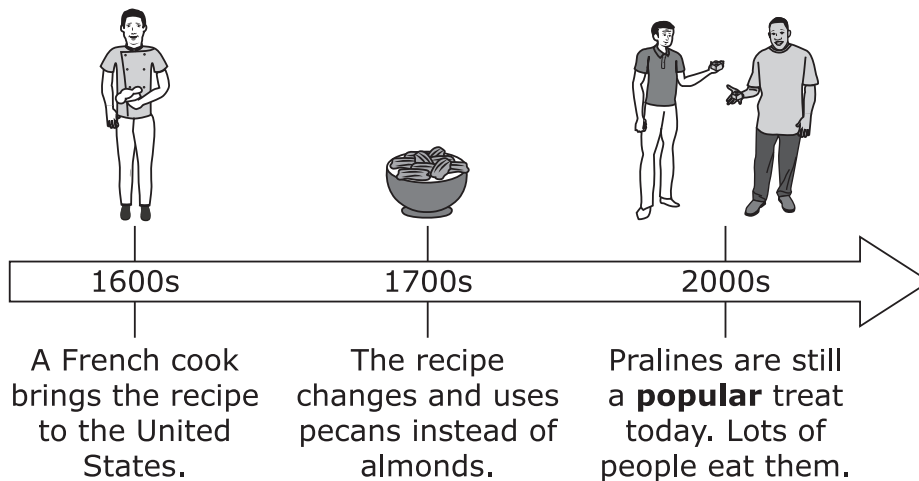 1600s
A French cook
brings the recipe
to the United
States.
1700s
The recipe
changes and uses
pecans instead of
almonds.
2000s
Pralines are still
a popular treat
today. Lots of
people eat them.